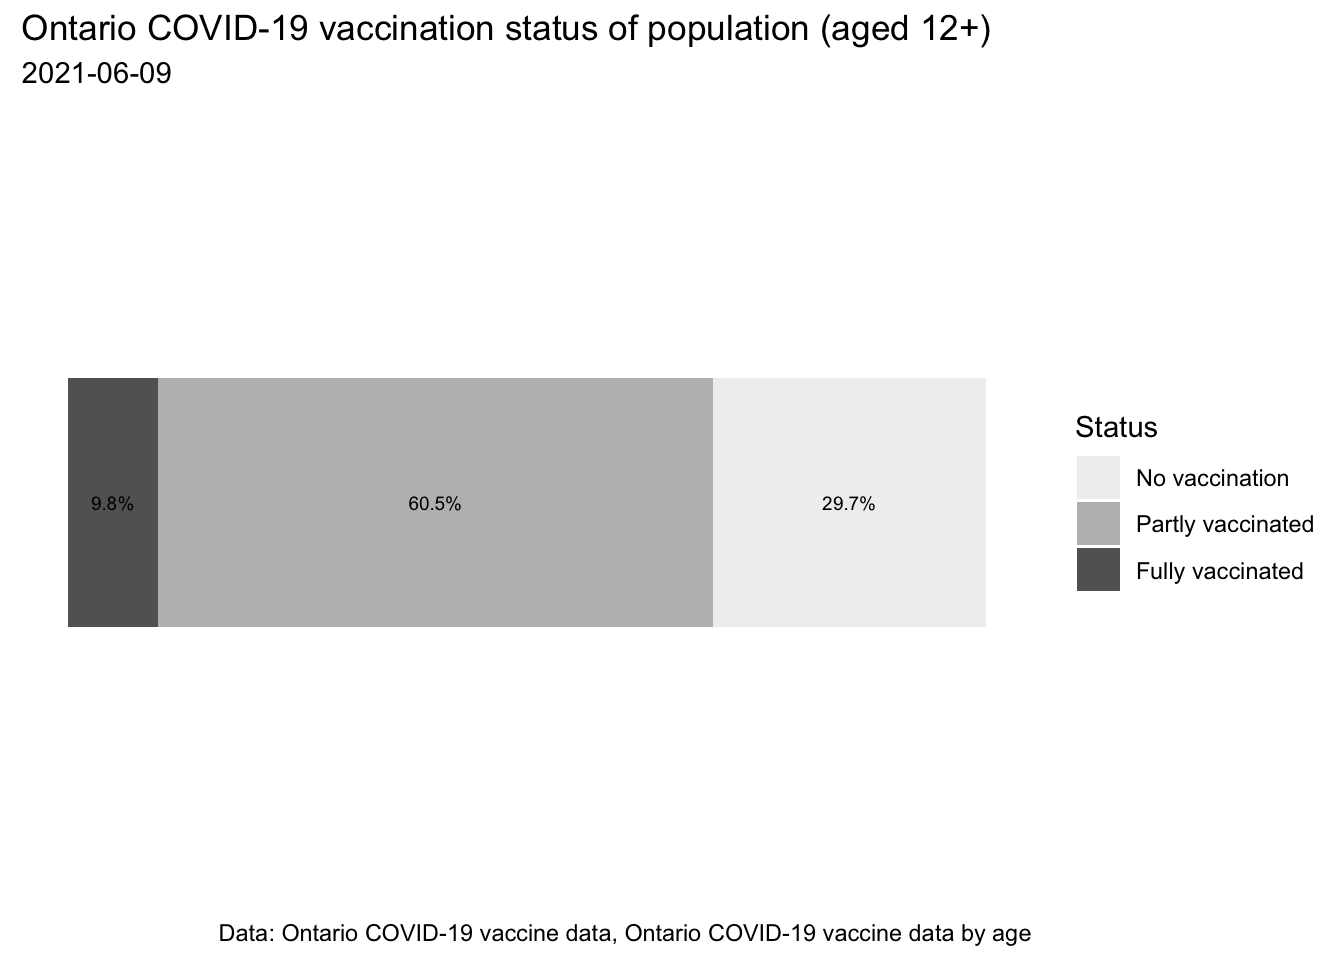 Ontario COVID-19 vaccination status of population (aged 12+)
2021-06-09
9.8%
60.5%
29.7%
Status
No vaccination
Partly vaccinated
Fully vaccinated
Data: Ontario COVID-19 vaccine data, Ontario COVID-19 vaccine data by age